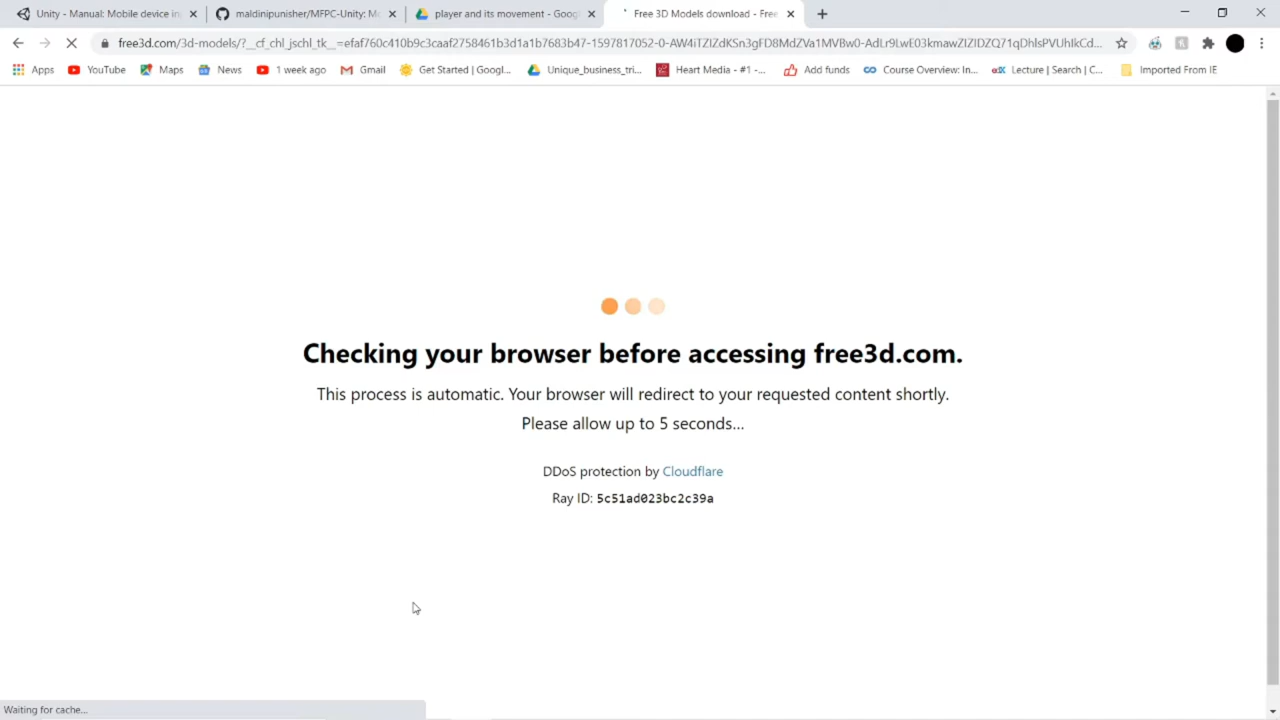 Unity - Manual: Mobile device in
maldinipunisher/MFPC-Unity: Mo
player and its movement - Goog
Free 3D Models download - Free
free3d.com/3d-models/?__cf_chl_jschl_tk__=efaf760c410b9c3caaf2758461b3d1a1b7683b47-1597817052-0-AW4iTZIZdKSn3gFD8MdZVa1MVBw0-AdLr9LwE03kmawZIZIDZQ71qDhlsPVUhIkCd...
Apps YouTube Maps News 1 week ago Gmail Get Started | Googl... Unique_business_tri... Heart Media - #1 -... Add funds Course Overview: In... Lecture | Search | C... Imported From IE
Checking your browser before accessing free3d.com.
This process is automatic. Your browser will redirect to your requested content shortly.
Please allow up to 5 seconds...
DDoS protection by Cloudflare
Ray ID: 5c51ad023bc2c39a
Waiting for cache...